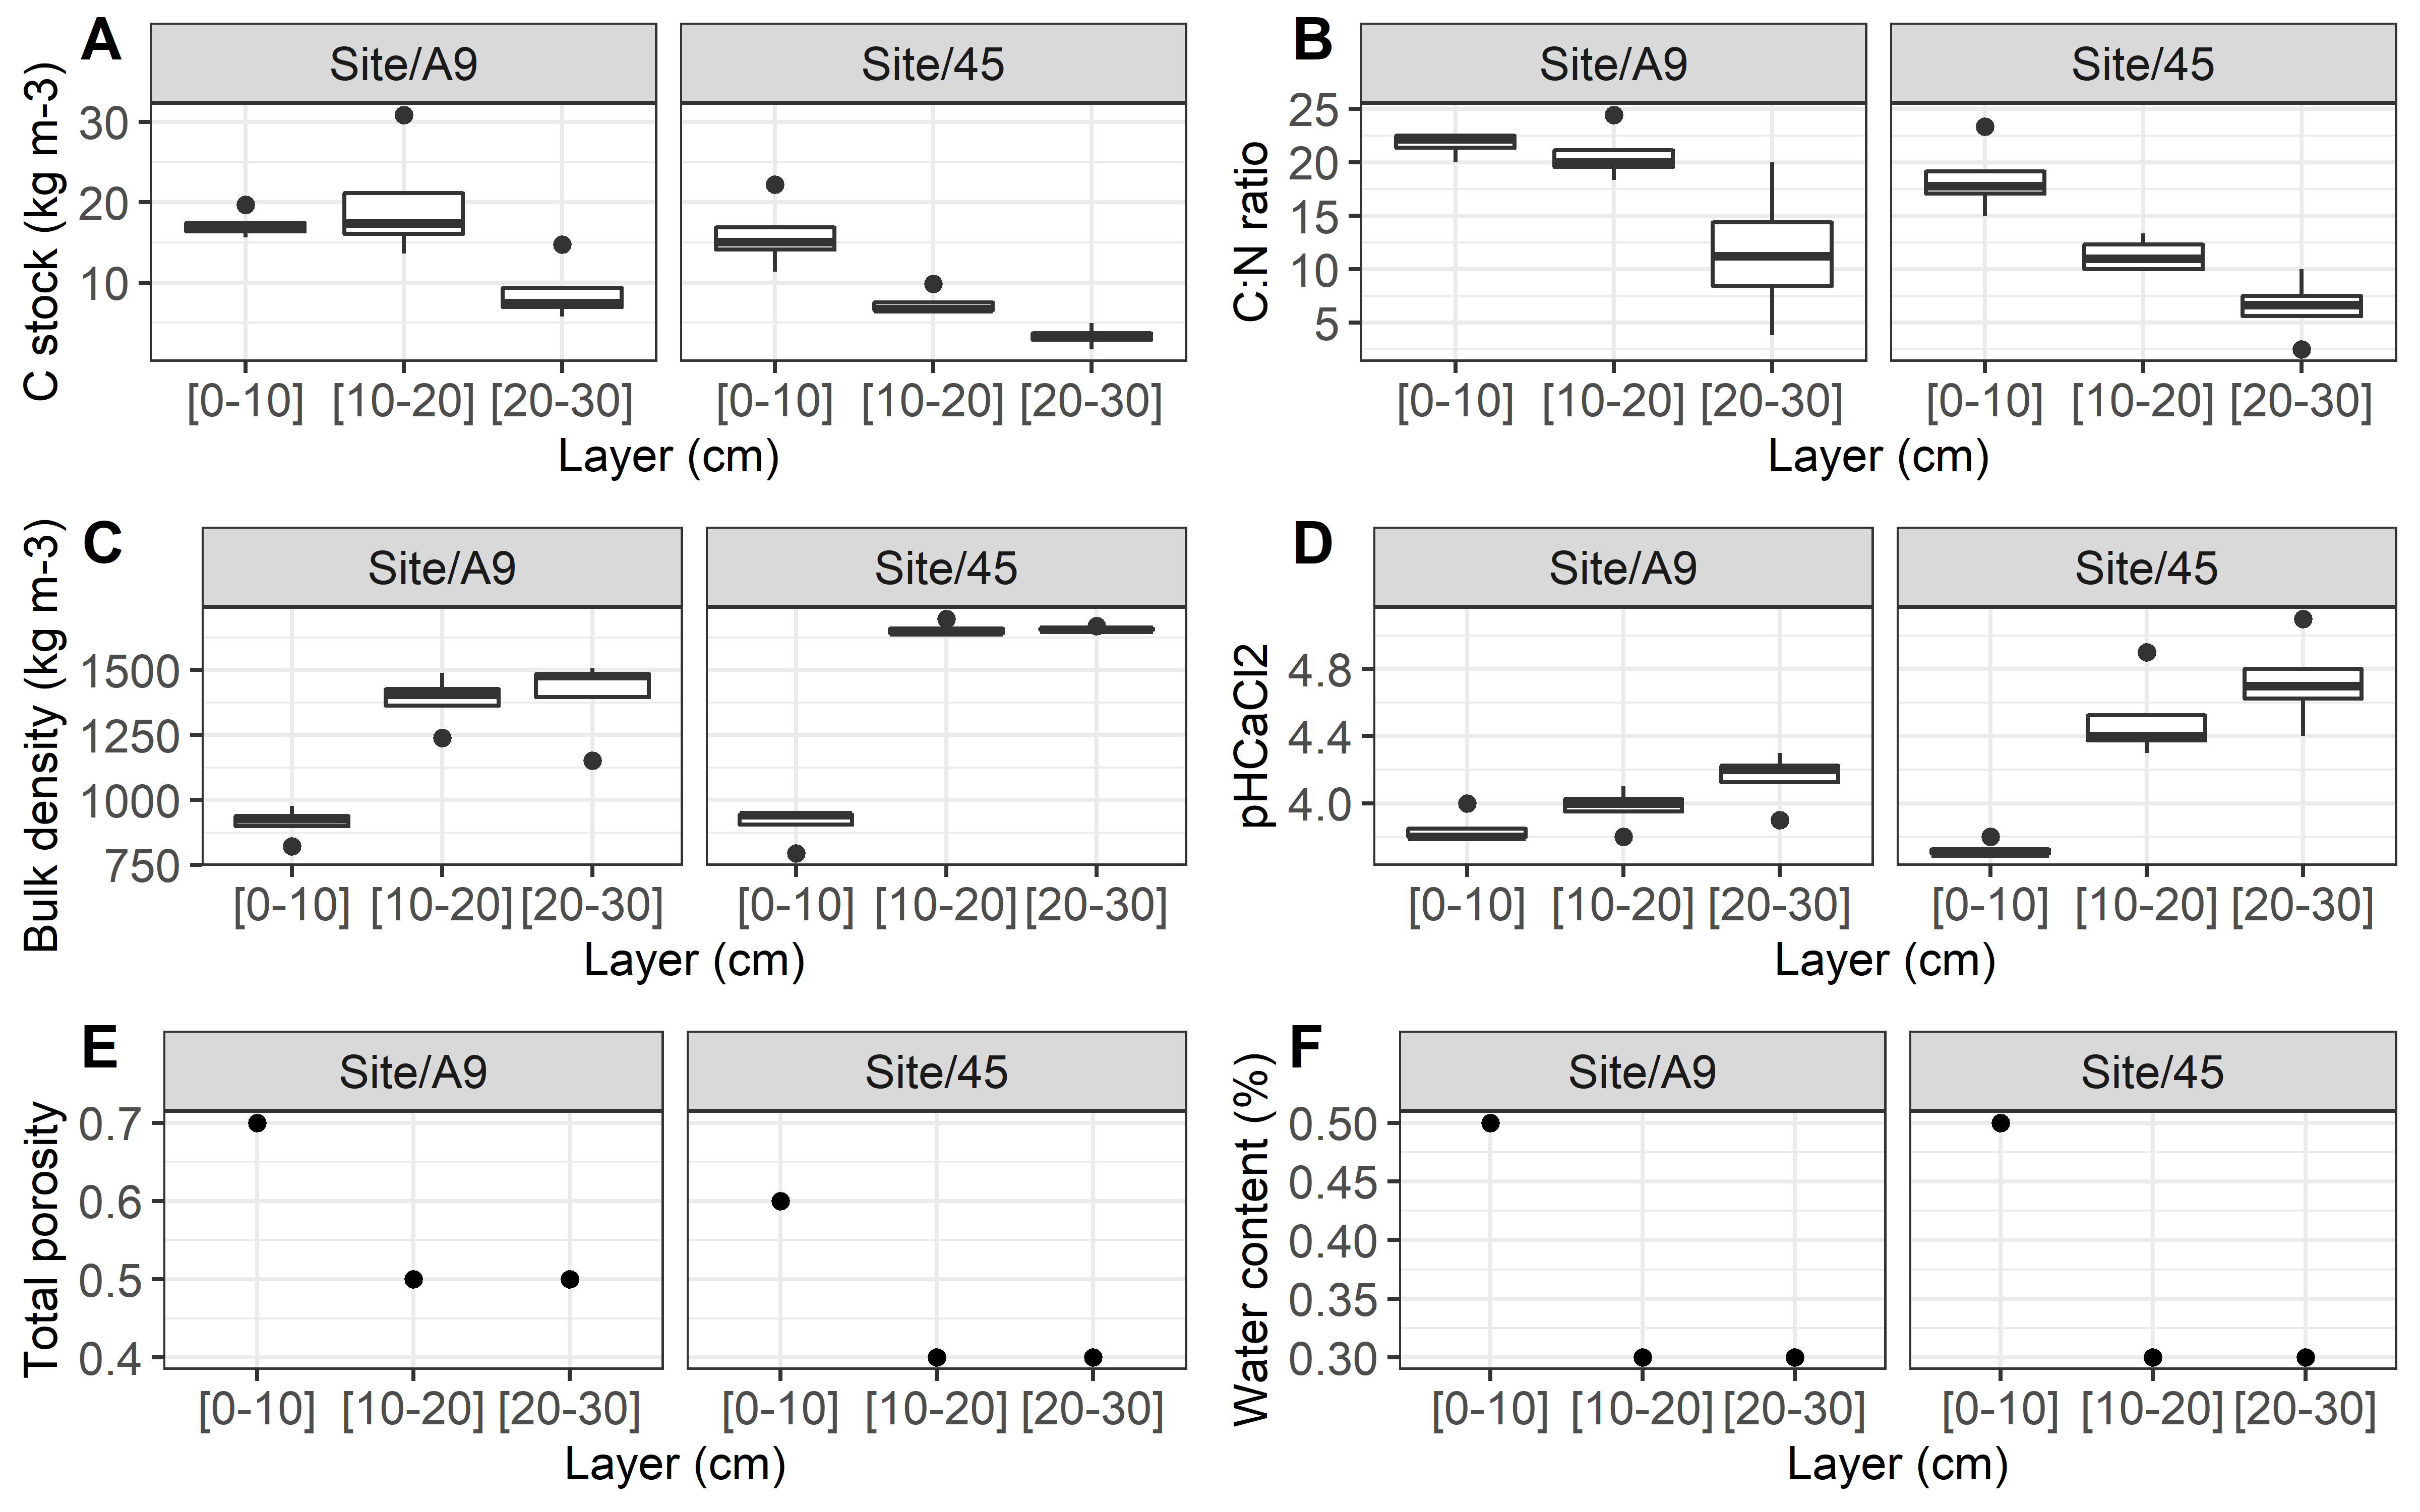 A
Site/A9
Site/45
C stock (kg m-3)
30
20
10
[0-10] [10-20] [20-30]
[0-10] [10-20] [20-30]
Layer (cm)
B
Site/A9
Site/45
C:N ratio
25
20
15
10
5
[0-10] [10-20] [20-30]
[0-10] [10-20] [20-30]
Layer (cm)
C
Site/A9
Site/45
Bulk density (kg m-3)
1500
1250
1000
750
[0-10] [10-20] [20-30]
[0-10] [10-20] [20-30]
Layer (cm)
D
Site/A9
Site/45
pHCaCl2
4.8
4.4
4.0
[0-10] [10-20] [20-30]
[0-10] [10-20] [20-30]
Layer (cm)
E
Site/A9
Site/45
Total porosity
0.7
0.6
0.5
0.4
[0-10] [10-20] [20-30]
[0-10] [10-20] [20-30]
Layer (cm)
F
Site/A9
Site/45
Water content (%)
0.50
0.45
0.40
0.35
0.30
[0-10] [10-20] [20-30]
[0-10] [10-20] [20-30]
Layer (cm)